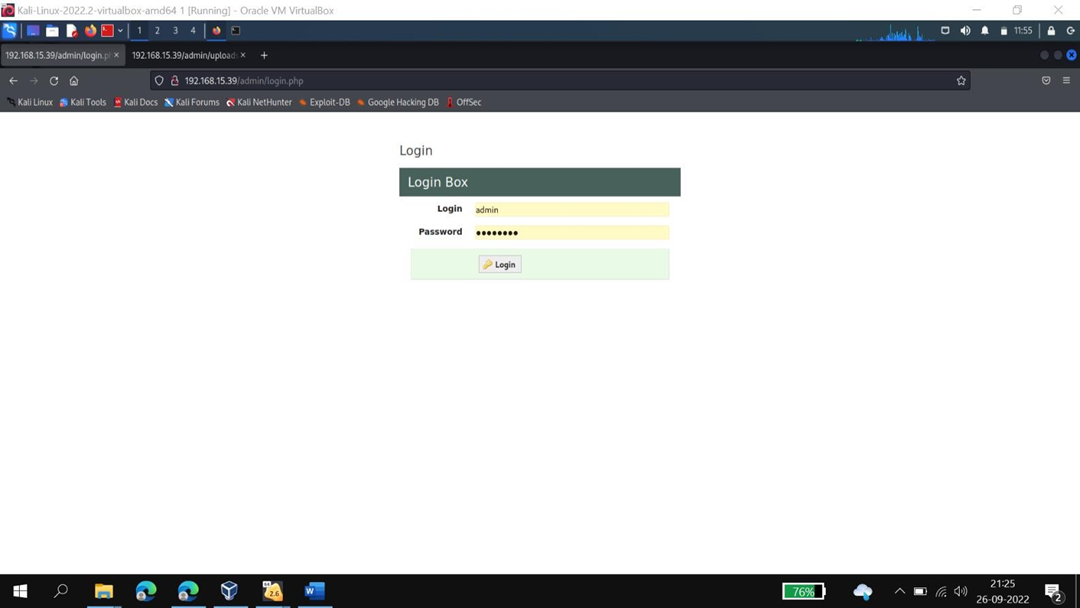 Kali-Linux-2022.2-virtualbox-amd64 1 [Running] - Oracle VM VirtualBox
1 2 3 4 11:55
192.168.15.39/admin/login.p 192.168.15.39/admin/upload
192.168.15.39/admin/login.php
Kali Linux Kali Tools Kali Docs Kali Forums Kali NetHunter Exploit-DB Google Hacking DB OffSec
Login
Login Box
Login admin
Password ••••••••
Login
76% 21:25
26-09-2022
2.6
2